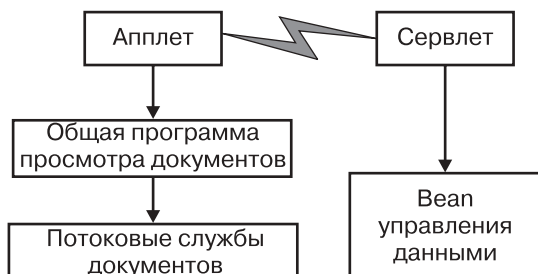 Апплет
Сервлет
Общая программа
просмотра документов
Потоковые службы
документов
Bean
управления
данными